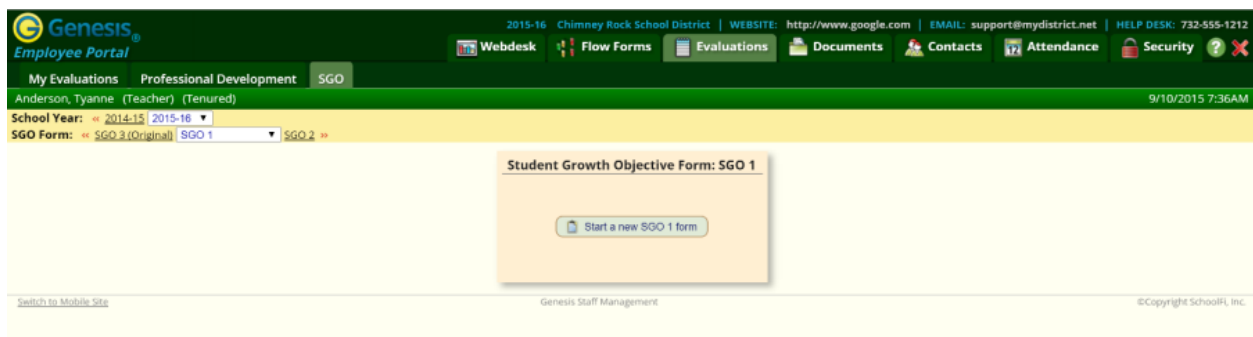 Genesis®
2015-16 Chimney Rock School District | WEBSITE: http://www.google.com | EMAIL: support@mydistrict.net | HELP DESK: 732-555-1212
Employee Portal
Webdesk Flow Forms Evaluations Documents Contacts Attendance Security
My Evaluations Professional Development SGO
Anderson, Tyanne (Teacher) (Tenured) 9/10/2015 7:36AM
School Year: « 2014-15 2015-16 ▼
SGO Form: « SGO 3 (Original) SGO 1 ▼ SGO 2 »
Student Growth Objective Form: SGO 1
Start a new SGO 1 form
Switch to Mobile Site Genesis Staff Management ©Copyright SchoolFi, Inc.